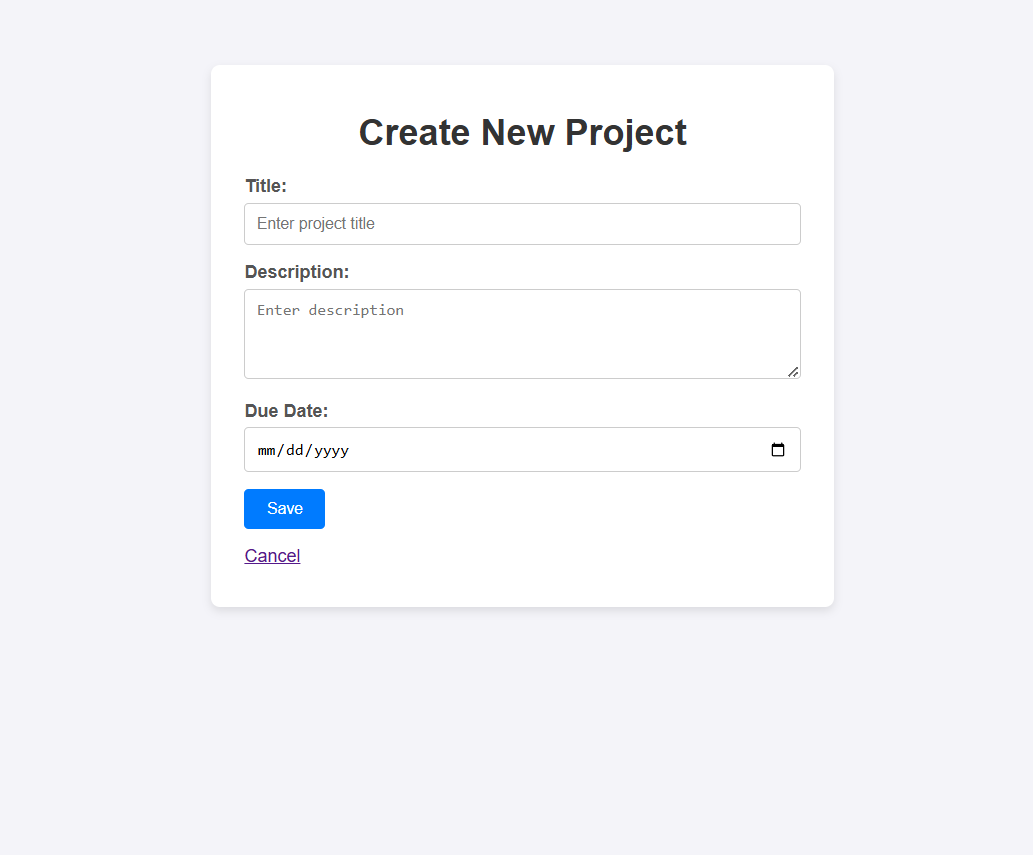 Create New Project
Title:
Enter project title
Description:
Enter description
Due Date:
mm/dd/yyyy
Save
Cancel